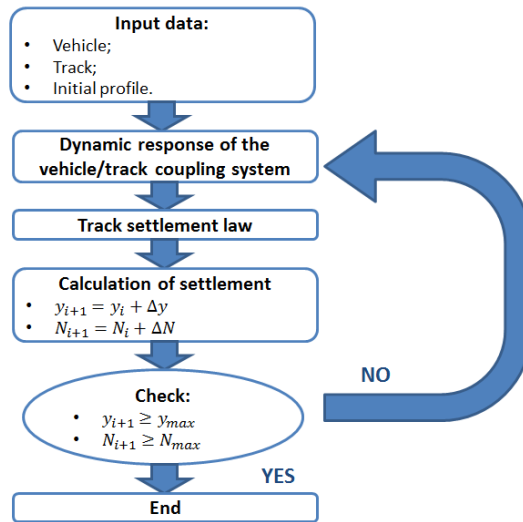 Input data:
• Vehicle;
• Track;
• Initial profile.
Dynamic response of the
vehicle/track coupling system
Track settlement law
Calculation of settlement
• y_{i+1} = y_i + Δy
• N_{i+1} = N_i + ΔN
Check:
• y_{i+1} ≥ y_{max}
• N_{i+1} ≥ N_{max}
NO
YES
End